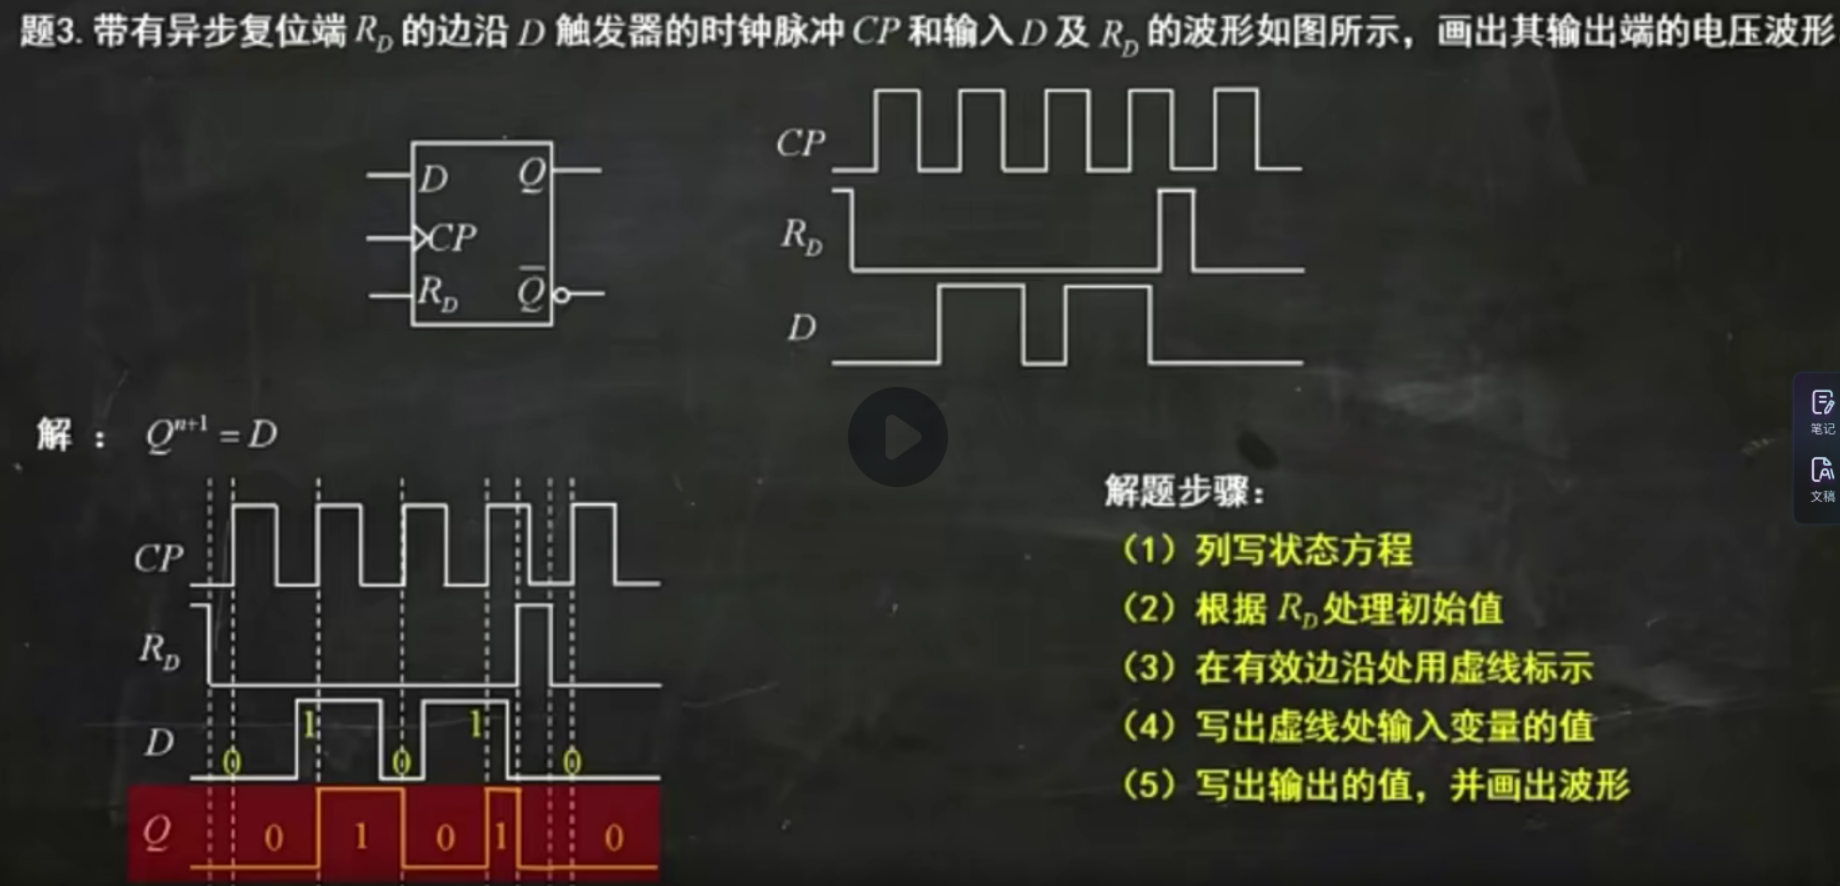 题3. 带有异步复位端 R_D 的边沿 D 触发器的时钟脉冲 CP 和输入 D 及 R_D 的波形如图所示，画出其输出端的电压波形
D Q
CP
R_D Q̅
CP
R_D
D
解： Q^{n+1} = D
CP
R_D
D 0 1 0 1 0
Q 0 1 0 1 0
解题步骤：
（1）列写状态方程
（2）根据 R_D 处理初始值
（3）在有效边沿处用虚线标示
（4）写出虚线处输入变量的值
（5）写出输出的值，并画出波形
笔记
文稿